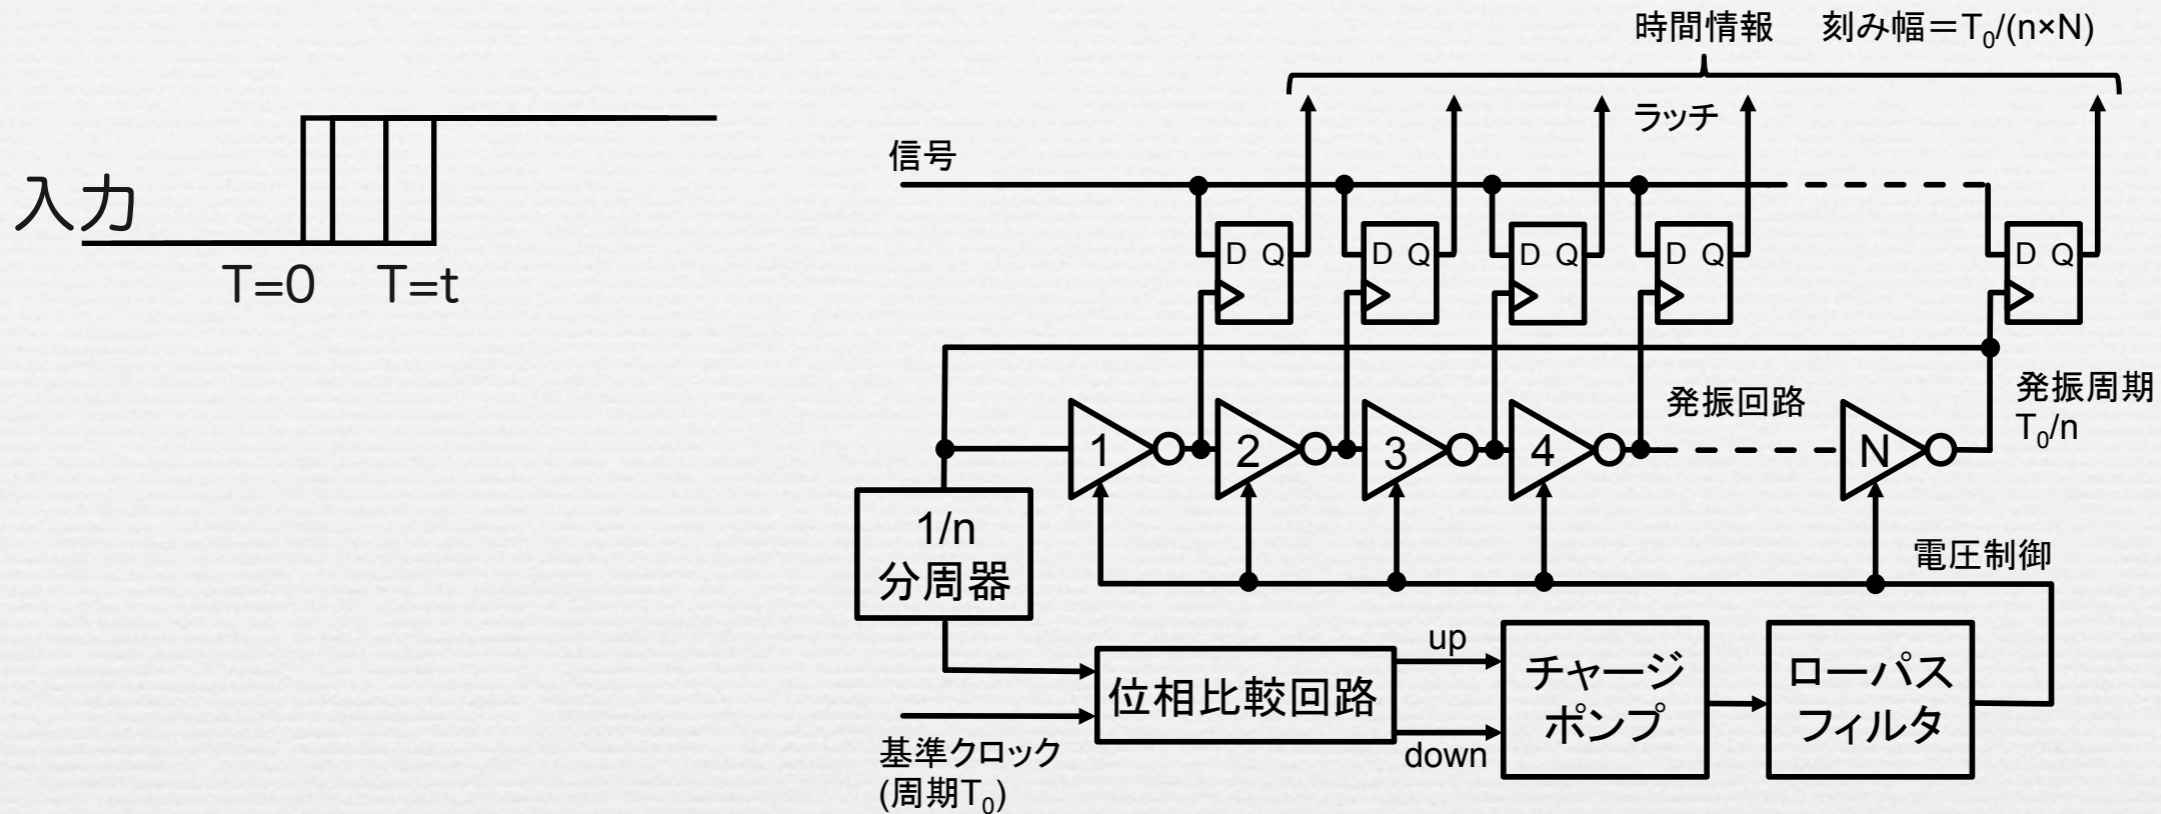 時間情報 刻み幅＝T₀/(n×N)
ラッチ
信号
入力
T=0 T=t
D Q
D Q
D Q
D Q
D Q
発振回路
発振周期
T₀/n
1
2
3
4
N
1/n
分周器
電圧制御
位相比較回路
up
down
チャージ
ポンプ
ローパス
フィルタ
基準クロック
(周期T₀)